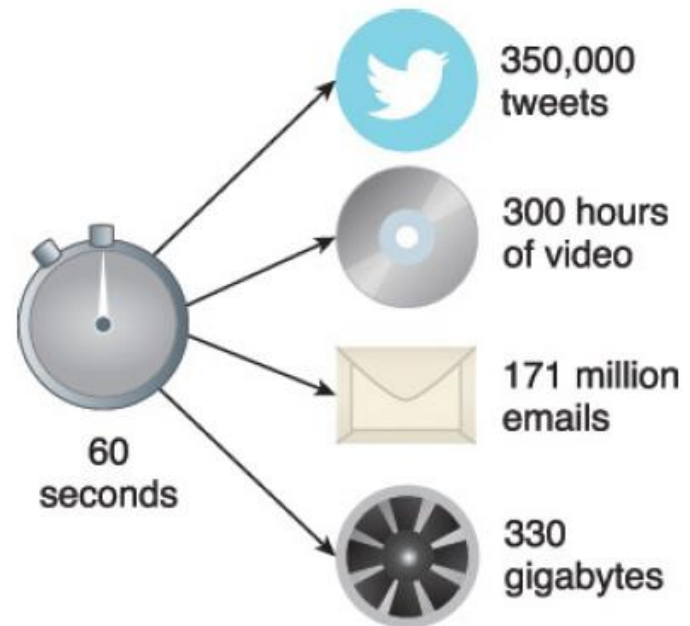 350,000
tweets
300 hours
of video
171 million
emails
60
seconds
330
gigabytes